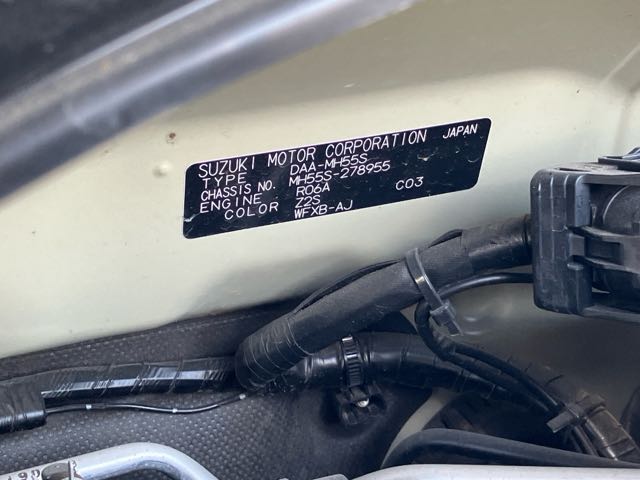 SUZUKI MOTOR CORPORATION JAPAN
TYPE DAA-MH55S
CHASSIS NO. MH55S-278955
ENGINE R06A C03
COLOR Z2S
WFXB-AJ